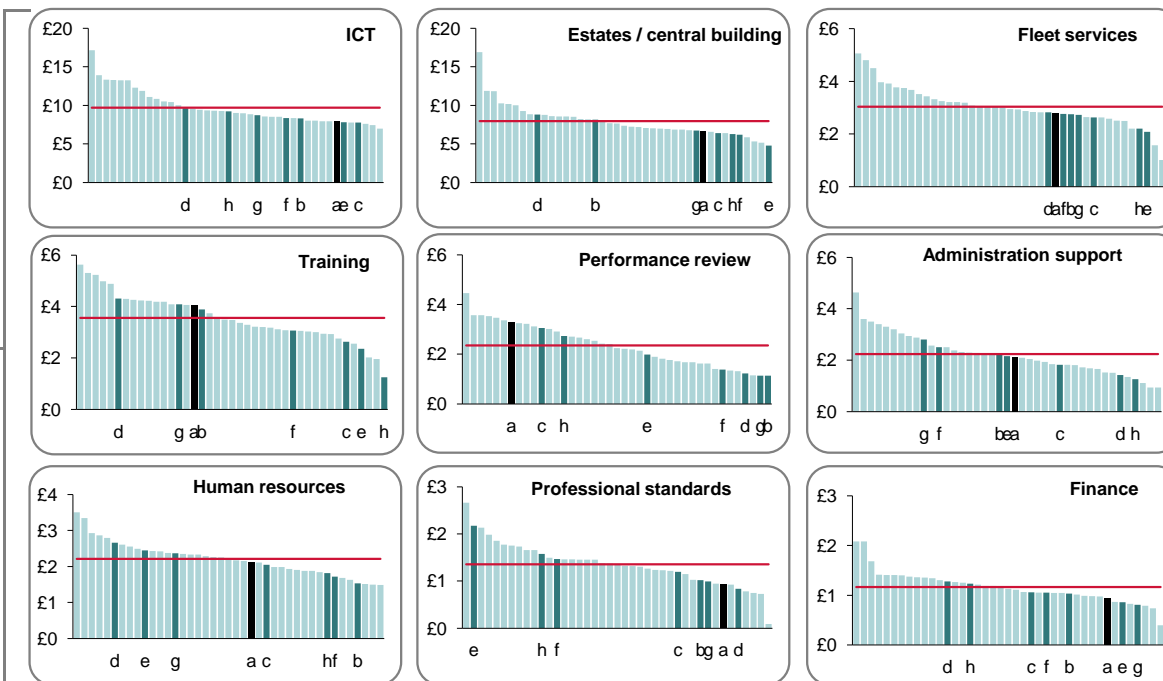 ICT
£20
£15
£10
£5
£0
d h g f b ae c
Estates / central building
£20
£15
£10
£5
£0
d b ga c hf e
Fleet services
£6
£4
£2
£0
dafbg c he
Training
£6
£4
£2
£0
d g ab f c e h
Performance review
£6
£4
£2
£0
a c h e f d gb
Administration support
£6
£4
£2
£0
g f bea c d h
Human resources
£4
£3
£2
£1
£0
d e g a c hf b
Professional standards
£3
£2
£1
£0
e h f c bg a d
Finance
£3
£2
£1
£0
d h c f b a e g